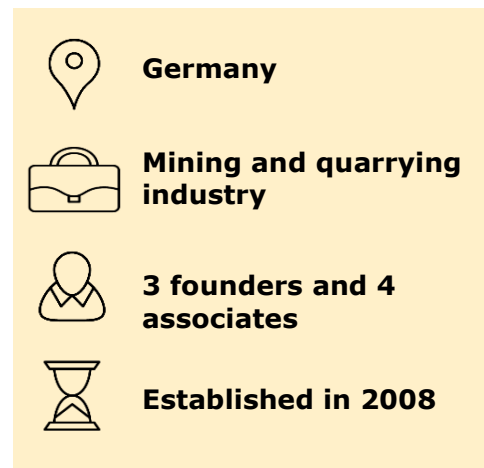 Germany
Mining and quarrying
industry
3 founders and 4
associates
Established in 2008